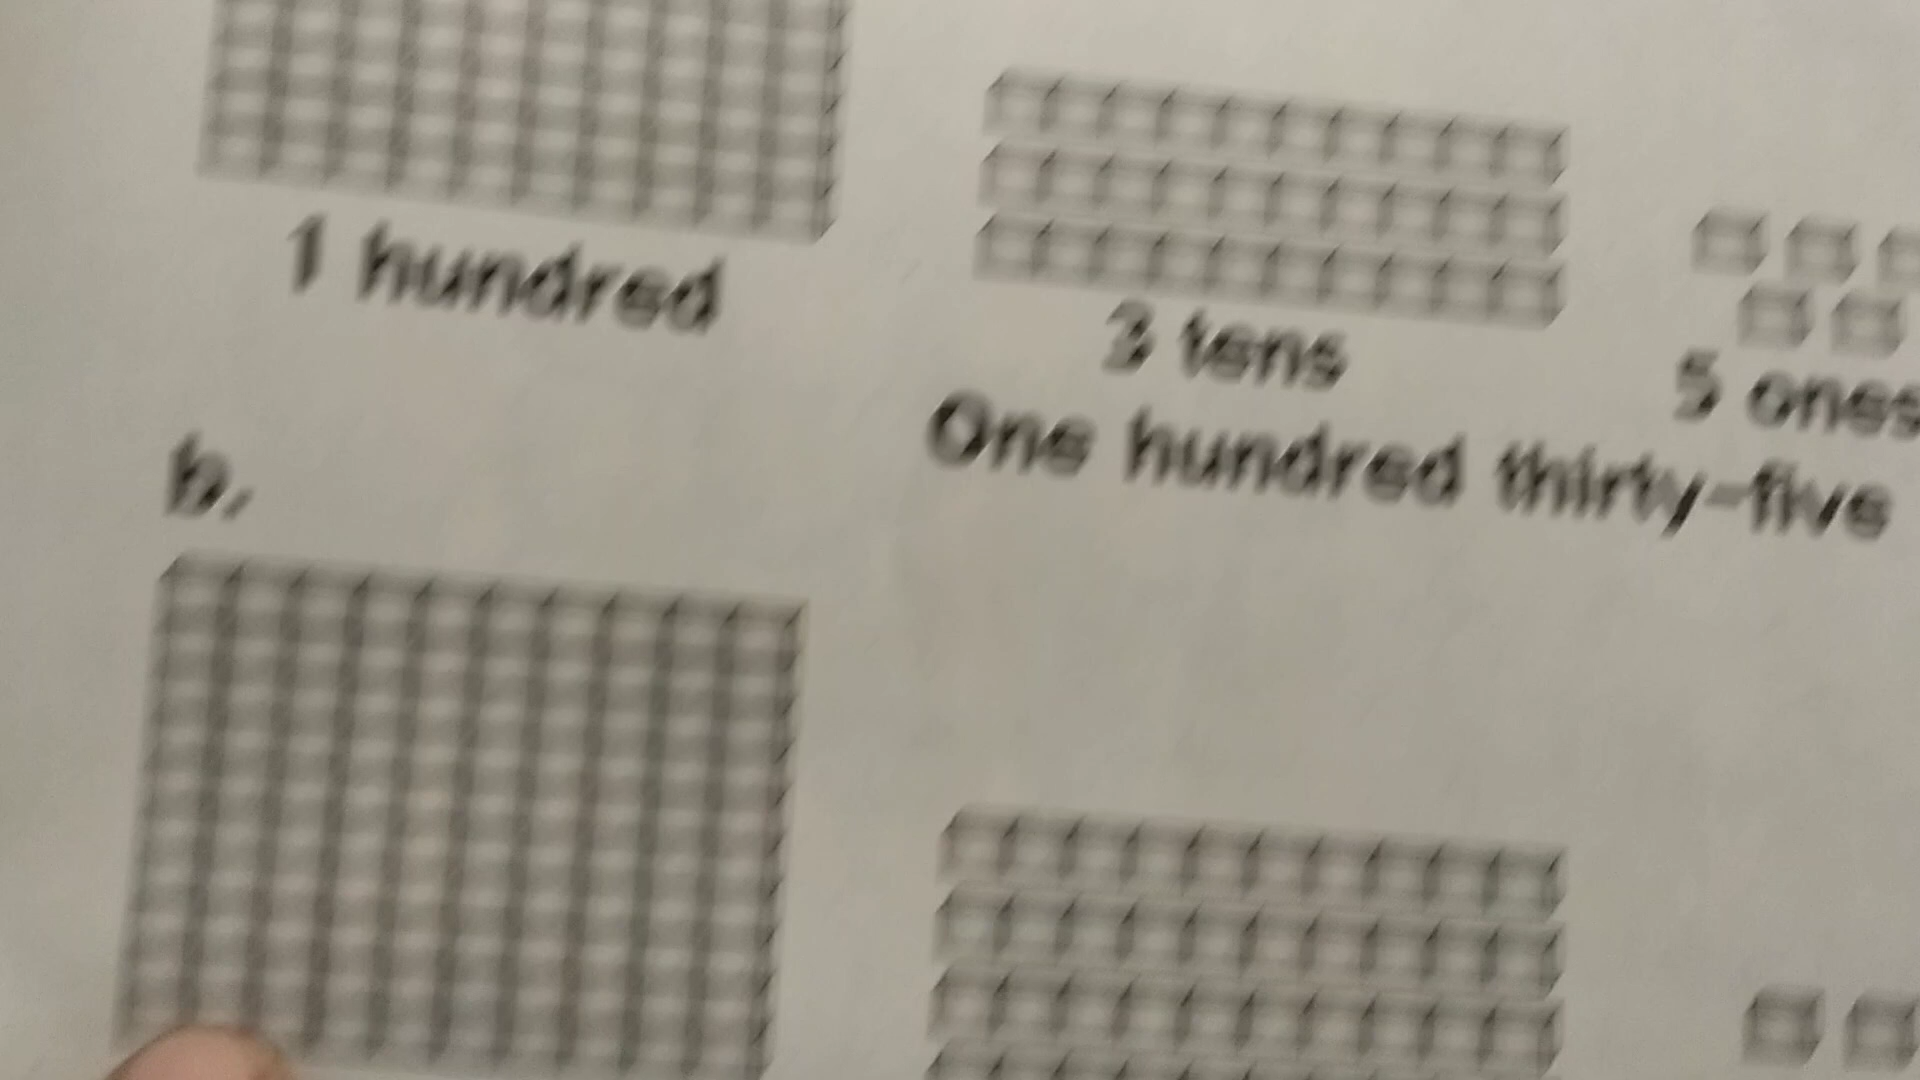 1 hundred
3 tens
5 ones
One hundred thirty-five
b.